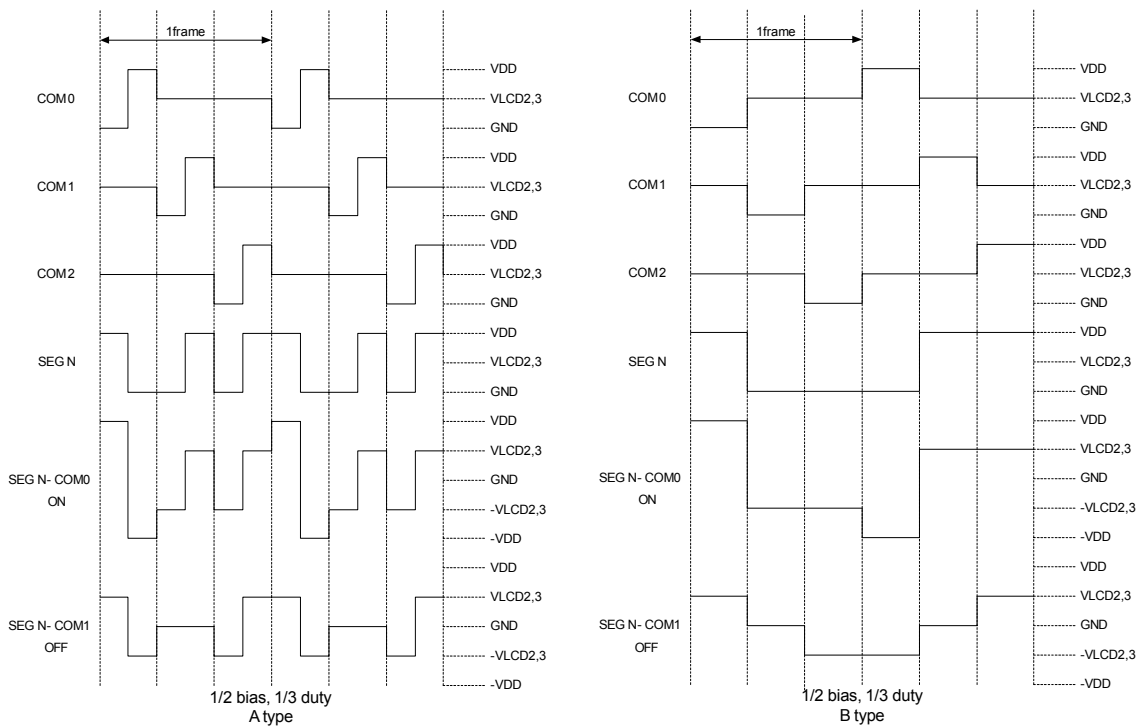 1frame
COM0
VDD
VLCD2,3
GND
COM1
VDD
VLCD2,3
GND
COM2
VDD
VLCD2,3
GND
SEG N
VDD
VLCD2,3
GND
SEG N- COM0
ON
VDD
VLCD2,3
GND
-VLCD2,3
-VDD
SEG N- COM1
OFF
VDD
VLCD2,3
GND
-VLCD2,3
-VDD
1/2 bias, 1/3 duty
A type
1frame
COM0
VDD
VLCD2,3
GND
COM1
VDD
VLCD2,3
GND
COM2
VDD
VLCD2,3
GND
SEG N
VDD
VLCD2,3
GND
SEG N- COM0
ON
VDD
VLCD2,3
GND
-VLCD2,3
-VDD
SEG N- COM1
OFF
VDD
VLCD2,3
GND
-VLCD2,3
-VDD
1/2 bias, 1/3 duty
B type